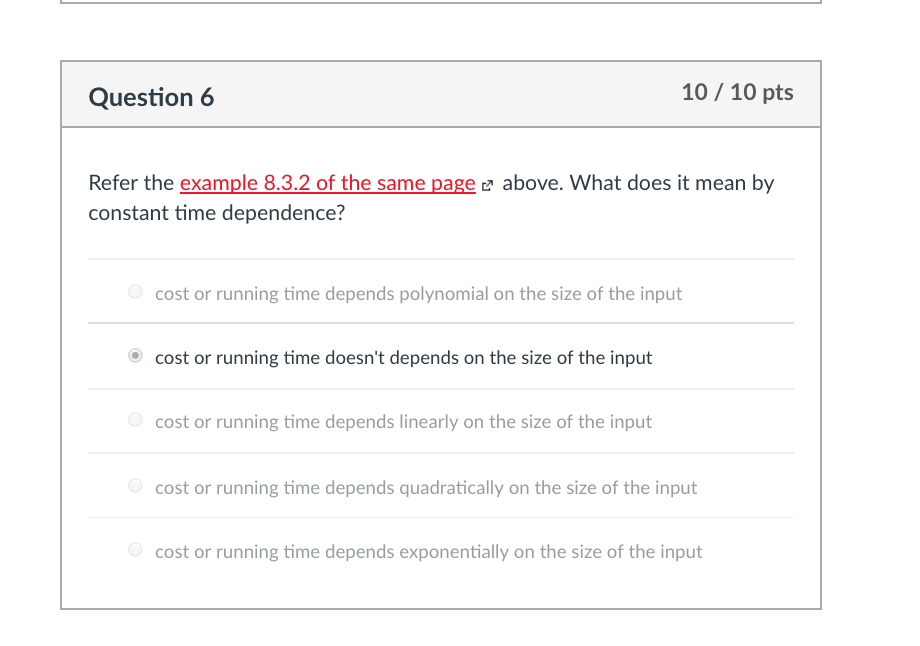 Question 6
10 / 10 pts
Refer the example 8.3.2 of the same page above. What does it mean by
constant time dependence?
cost or running time depends polynomial on the size of the input
cost or running time doesn't depends on the size of the input
cost or running time depends linearly on the size of the input
cost or running time depends quadratically on the size of the input
cost or running time depends exponentially on the size of the input